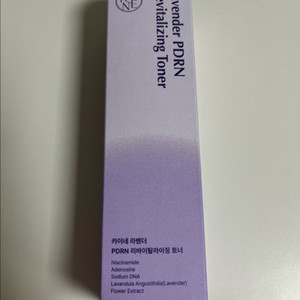 NE
vender PDRN
evitalizing Toner
카이네 라벤더
PDRN 리바이탈라이징 토너
Niacinamide
Adenosine
Sodium DNA
Lavandula Angustifolia(Lavender)
Flower Extract